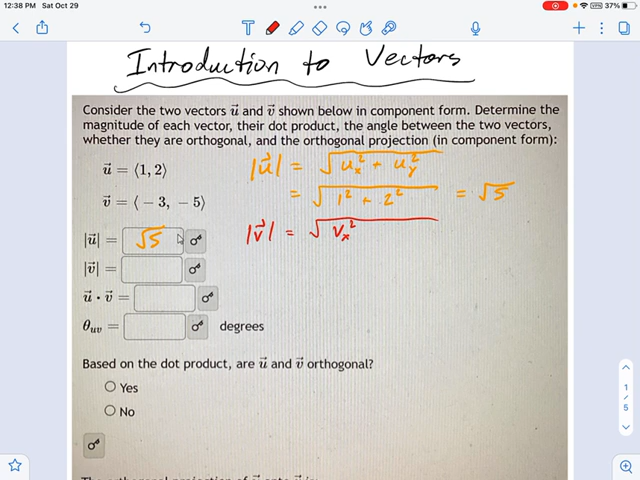 12:38 PM Sat Oct 29
VPN 37%
Introduction to Vectors
Consider the two vectors u⃗ and v⃗ shown below in component form. Determine the
magnitude of each vector, their dot product, the angle between the two vectors,
whether they are orthogonal, and the orthogonal projection (in component form):
u⃗ = ⟨1, 2⟩
|u⃗| = √(uₓ² + u_y²)
= √(1² + 2²) = √5
v⃗ = ⟨ − 3, − 5⟩
|u⃗| = √5
|v⃗| = √(vₓ²
|v⃗| =
u⃗ · v⃗ =
θ_uv = degrees
Based on the dot product, are u⃗ and v⃗ orthogonal?
Yes
No
1
/
5